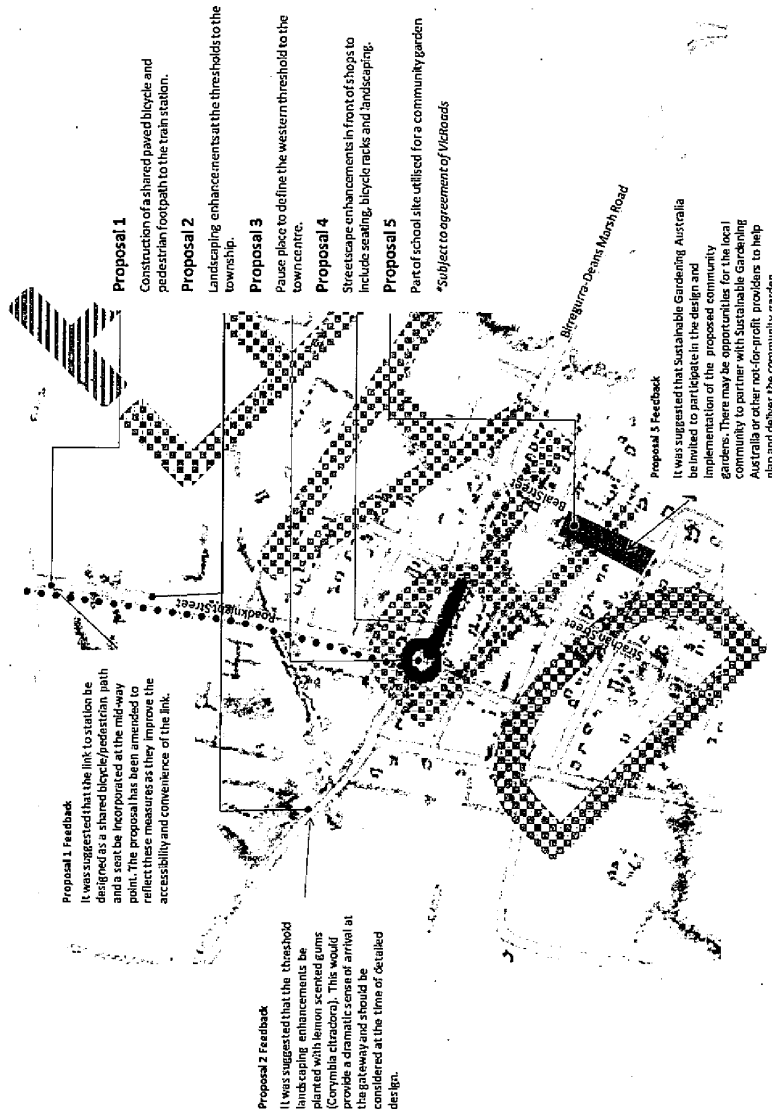 Proposal 1
Construction of a shared paved bicycle and
pedestrian footpath to the train station.
Proposal 2
Landscaping enhancements at the thresholds to the
township.
Proposal 3
Pause place to define the western threshold to the
town centre.
Proposal 4
Streetscape enhancements in front of shops to
include seating, bicycle racks and landscaping.
Proposal 5
Part of school site utilised for a community garden
*Subject to agreement of VicRoads
Proposal 1 Feedback
It was suggested that the link to station be
designed as a shared bicycle/pedestrian path
and a seat be incorporated at the mid-way
point. The proposal has been amended to
reflect these measures as they improve the
accessibility and convenience of the link.
Proposal 2 Feedback
It was suggested that the threshold
landscaping enhancements be
planted with lemon scented gums
(Corymbia citradora). This would
provide a dramatic sense of arrival at
the gateway and should be
considered at the time of detailed
design.
Roadknight Street
Birregurra-Deans Marsh Road
Beal Street
Strachan Street
Proposal 5 Feedback
It was suggested that Sustainable Gardening Australia
be invited to participate in the design and
implementation of the proposed community
gardens. There may be opportunities for the local
community to partner with Sustainable Gardening
Australia or other not-for-profit providers to help
plan and deliver the community garden